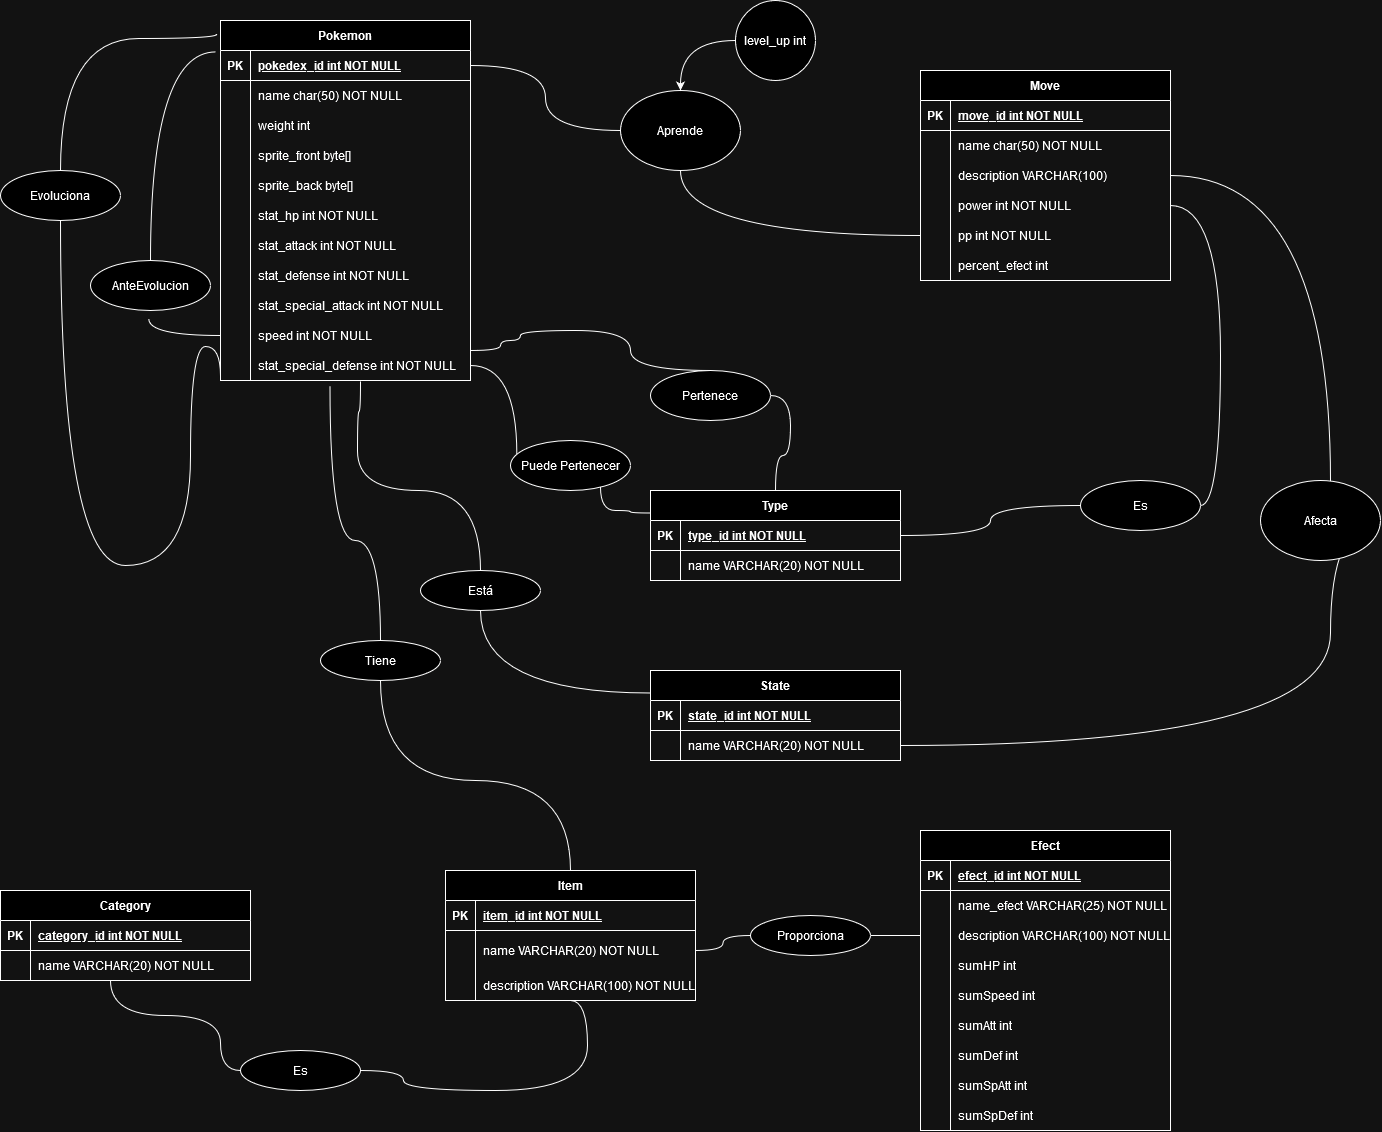 Pokemon
PK pokedex_id int NOT NULL
name char(50) NOT NULL
weight int
sprite_front byte[]
sprite_back byte[]
stat_hp int NOT NULL
stat_attack int NOT NULL
stat_defense int NOT NULL
stat_special_attack int NOT NULL
speed int NOT NULL
stat_special_defense int NOT NULL
level_up int
Aprende
Move
PK move_id int NOT NULL
name char(50) NOT NULL
description VARCHAR(100)
power int NOT NULL
pp int NOT NULL
percent_efect int
Evoluciona
AnteEvolucion
Pertenece
Puede Pertenecer
Type
PK type_id int NOT NULL
name VARCHAR(20) NOT NULL
Es
Afecta
Está
Tiene
State
PK state_id int NOT NULL
name VARCHAR(20) NOT NULL
Category
PK category_id int NOT NULL
name VARCHAR(20) NOT NULL
Item
PK item_id int NOT NULL
name VARCHAR(20) NOT NULL
description VARCHAR(100) NOT NULL
Proporciona
Es
Efect
PK efect_id int NOT NULL
name_efect VARCHAR(25) NOT NULL
description VARCHAR(100) NOT NULL
sumHP int
sumSpeed int
sumAtt int
sumDef int
sumSpAtt int
sumSpDef int